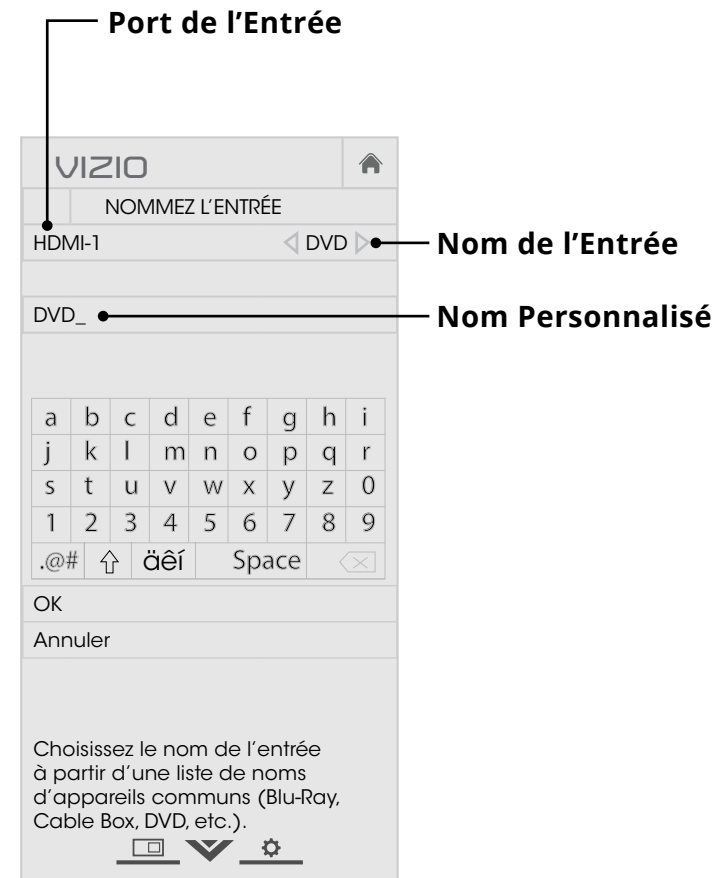 Port de l’Entrée
VIZIO
NOMMEZ L’ENTRÉE
HDMI-1 DVD
Nom de l’Entrée
DVD_
Nom Personnalisé
a b c d e f g h i
j k l m n o p q r
s t u v w x y z 0
1 2 3 4 5 6 7 8 9
.@# äêí Space
OK
Annuler
Choisissez le nom de l’entrée
à partir d’une liste de noms
d’appareils communs (Blu-Ray,
Cable Box, DVD, etc.).